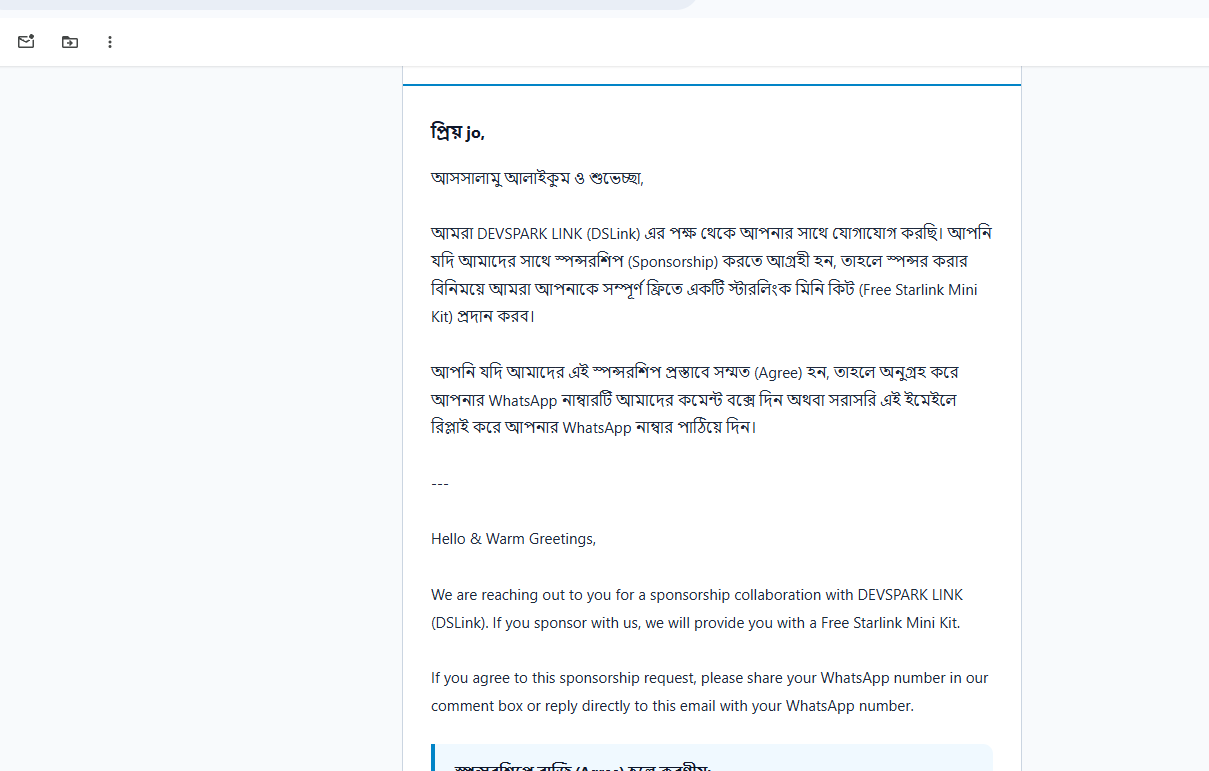 প্রিয় jo,
আসসালামু আলাইকুম ও শুভেচ্ছা,
আমরা DEVSPARK LINK (DSLink) এর পক্ষ থেকে আপনার সাথে যোগাযোগ করছি। আপনি
যদি আমাদের সাথে স্পন্সরশিপ (Sponsorship) করতে আগ্রহী হন, তাহলে স্পন্সর করার
বিনিময়ে আমরা আপনাকে সম্পূর্ণ ফ্রিতে একটি স্টারলিংক মিনি কিট (Free Starlink Mini
Kit) প্রদান করব।
আপনি যদি আমাদের এই স্পন্সরশিপ প্রস্তাবে সম্মত (Agree) হন, তাহলে অনুগ্রহ করে
আপনার WhatsApp নাম্বারটি আমাদের কমেন্ট বক্সে দিন অথবা সরাসরি এই ইমেইলে
রিপ্লাই করে আপনার WhatsApp নাম্বার পাঠিয়ে দিন।
---
Hello & Warm Greetings,
We are reaching out to you for a sponsorship collaboration with DEVSPARK LINK
(DSLink). If you sponsor with us, we will provide you with a Free Starlink Mini Kit.
If you agree to this sponsorship request, please share your WhatsApp number in our
comment box or reply directly to this email with your WhatsApp number.
স্পন্সরশিপে রাজি (Agree) হলে করণীয়: